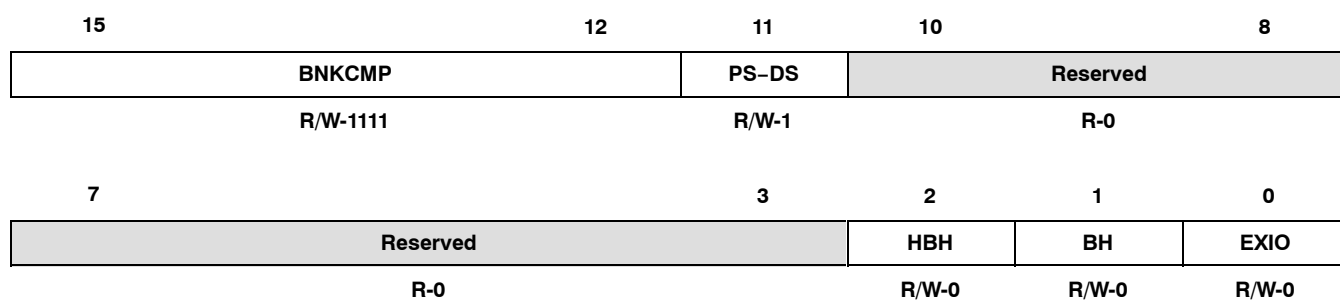 15 12 11 10 8
BNKCMP PS–DS Reserved
R/W-1111 R/W-1 R-0
7 3 2 1 0
Reserved HBH BH EXIO
R-0 R/W-0 R/W-0 R/W-0